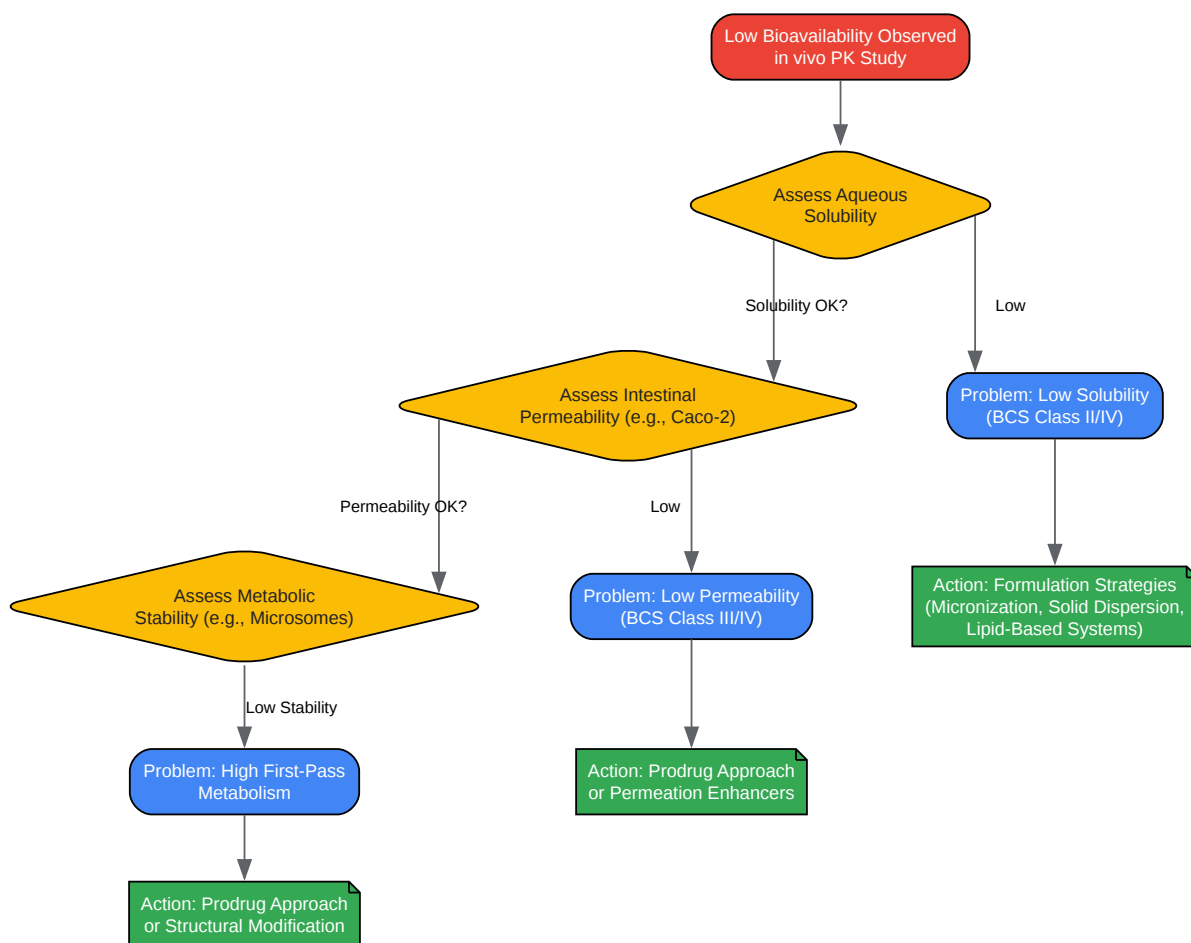 Low Bioavailability Observed
in vivo PK Study
Assess Aqueous
Solubility
Solubility OK?
Low
Assess Intestinal
Permeability (e.g., Caco-2)
Problem: Low Solubility
(BCS Class II/IV)
Permeability OK?
Low
Assess Metabolic
Stability (e.g., Microsomes)
Problem: Low Permeability
(BCS Class III/IV)
Action: Formulation Strategies
(Micronization, Solid Dispersion,
Lipid-Based Systems)
Low Stability
Problem: High First-Pass
Metabolism
Action: Prodrug Approach
or Permeation Enhancers
Action: Prodrug Approach
or Structural Modification